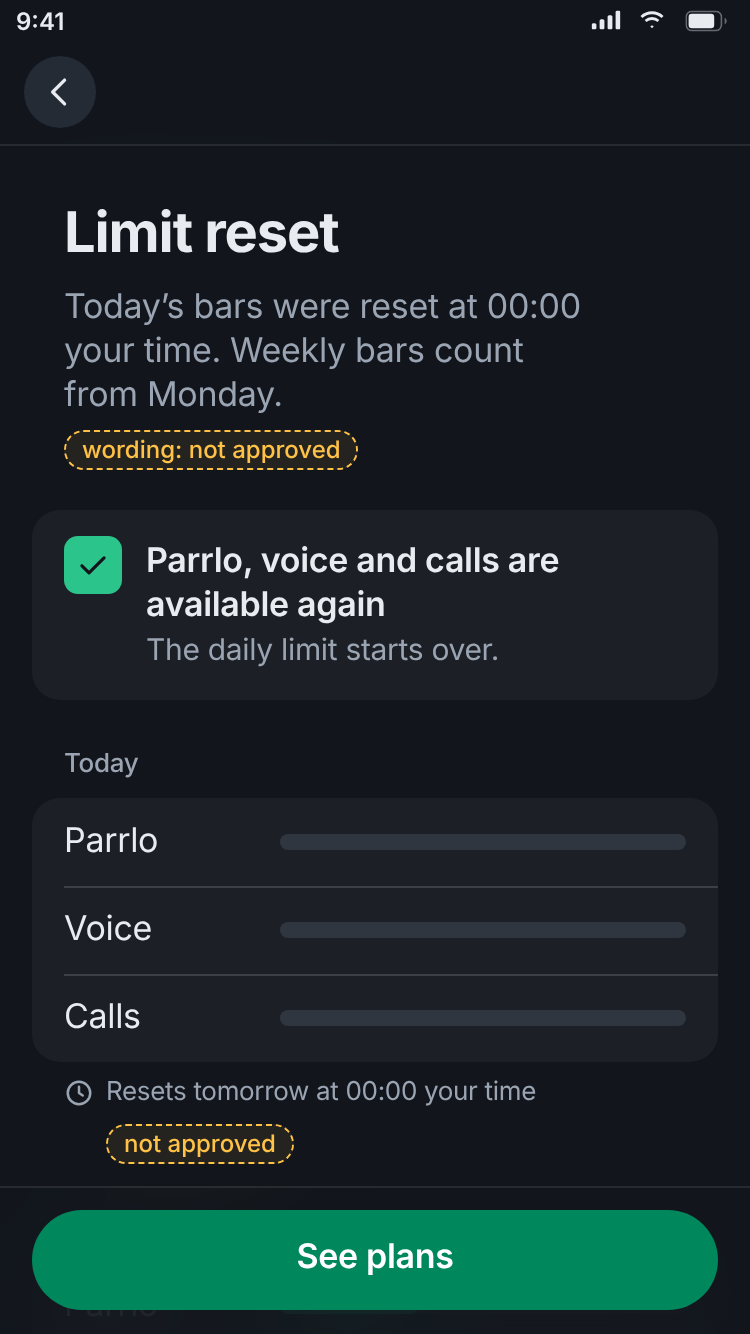 9:41
Limit reset
Today’s bars were reset at 00:00
your time. Weekly bars count
from Monday.
wording: not approved
Parrlo, voice and calls are
available again
The daily limit starts over.
Today
Parrlo
Voice
Calls
Resets tomorrow at 00:00 your time
not approved
See plans